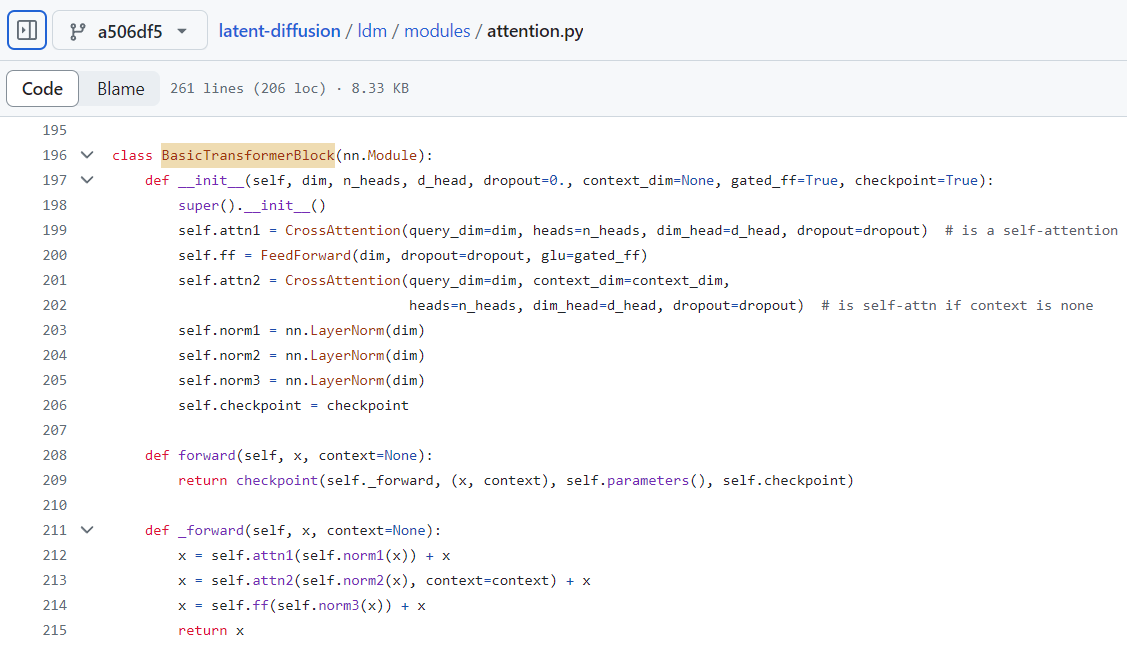 a506df5 latent-diffusion / ldm / modules / attention.py
Code Blame 261 lines (206 loc) · 8.33 KB
195
196 class BasicTransformerBlock(nn.Module):
197     def __init__(self, dim, n_heads, d_head, dropout=0., context_dim=None, gated_ff=True, checkpoint=True):
198         super().__init__()
199         self.attn1 = CrossAttention(query_dim=dim, heads=n_heads, dim_head=d_head, dropout=dropout)  # is a self-attention
200         self.ff = FeedForward(dim, dropout=dropout, glu=gated_ff)
201         self.attn2 = CrossAttention(query_dim=dim, context_dim=context_dim,
202                                     heads=n_heads, dim_head=d_head, dropout=dropout)  # is self-attn if context is none
203         self.norm1 = nn.LayerNorm(dim)
204         self.norm2 = nn.LayerNorm(dim)
205         self.norm3 = nn.LayerNorm(dim)
206         self.checkpoint = checkpoint
207
208     def forward(self, x, context=None):
209         return checkpoint(self._forward, (x, context), self.parameters(), self.checkpoint)
210
211     def _forward(self, x, context=None):
212         x = self.attn1(self.norm1(x)) + x
213         x = self.attn2(self.norm2(x), context=context) + x
214         x = self.ff(self.norm3(x)) + x
215         return x